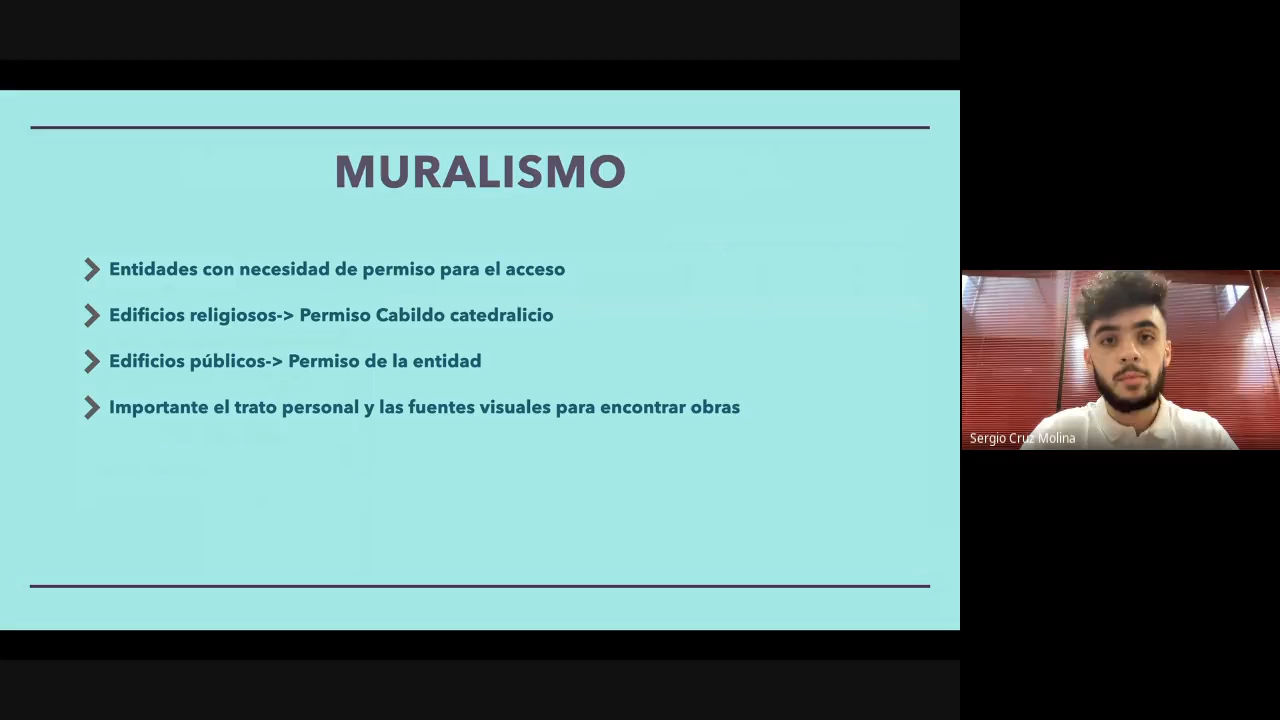 MURALISMO
Entidades con necesidad de permiso para el acceso
Edificios religiosos-> Permiso Cabildo catedralicio
Edificios públicos-> Permiso de la entidad
Importante el trato personal y las fuentes visuales para encontrar obras
Sergio Cruz Molina